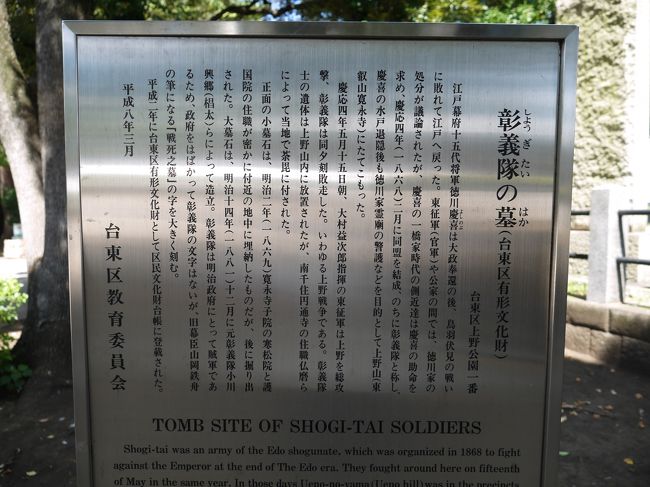 しょうぎたい はか
彰義隊の墓(台東区有形文化財)
台東区上野公園一番
江戸幕府十五代将軍徳川慶喜は大政奉還の後、鳥羽伏見の戦い
に敗れて江戸へ戻った。東征軍(官軍)や公家の間では、徳川家の
処分が議論されたが、慶喜の一橋家時代の側近達は慶喜の助命を
求め、慶応四年(一八六八)二月に同盟を結成、のちに彰義隊と称し、
慶喜の水戸退隠後も徳川家霊廟の警護などを目的として上野山(東
叡山寛永寺)にたてこもった。
慶応四年五月十五日朝、大村益次郎指揮の東征軍は上野を総攻
撃、彰義隊は同夕刻敗走した。いわゆる上野戦争である。彰義隊
士の遺体は上野山内に放置されたが、南千住円通寺の住職仏磨ら
によって当地で荼毘に付された。
正面の小墓石は、明治二年(一八六九)寛永寺子院の寒松院と護
国院の住職が密かに付近の地中に埋納したものだが、後に掘り出
された。大墓石は、明治十四年(一八八一)十二月に元彰義隊小川
興郷(椙太)らによって造立。彰義隊は明治政府にとって賊軍であ
るため、政府をはばかって彰義隊の文字はないが、旧幕臣山岡鉄舟
の筆になる「戦死之墓」の字を大きく刻む。
平成二年に台東区有形文化財として区民文化財台帳に登載された。
平成八年三月
台東区教育委員会
TOMB SITE OF SHOGI-TAI SOLDIERS
Shogi-tai was an army of the Edo shogunate, which was organized in 1868 to fight
against the Emperor at the end of The Edo era. They fought around here on fifteenth
of May in the same year. In those days Ueno-no-yama (Ueno hill) was in the precincts